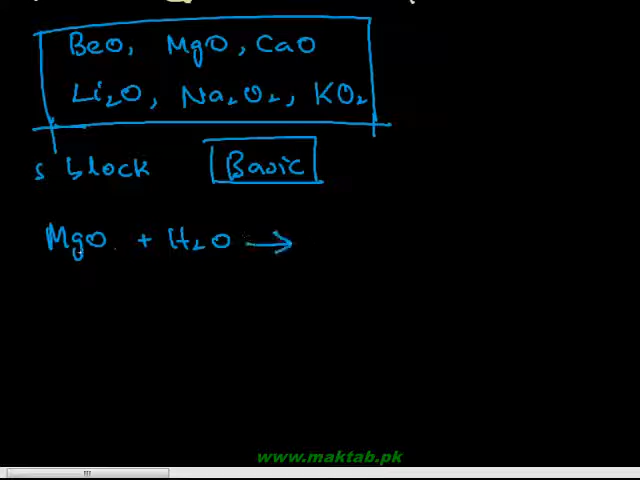 BeO, MgO, CaO
Li₂O, Na₂O₂, KO₂
s block Basic
MgO + H₂O →
www.maktab.pk